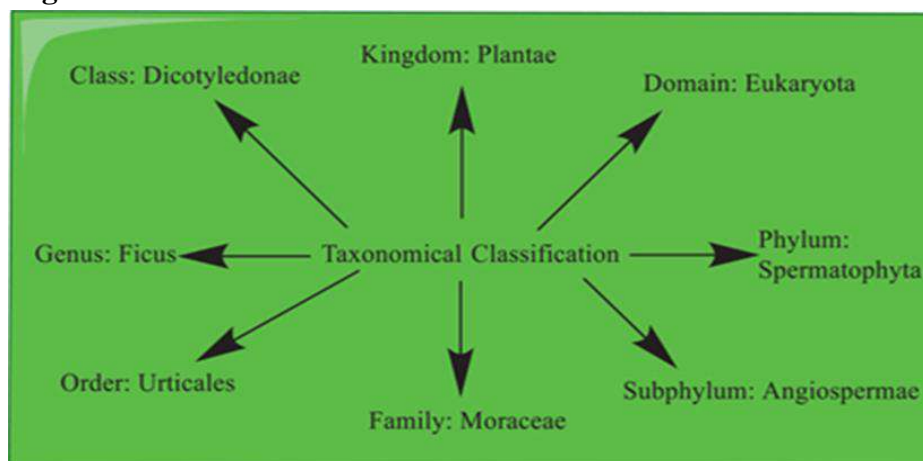 Kingdom: Plantae
Class: Dicotyledonae
Domain: Eukaryota
Genus: Ficus
Taxonomical Classification
Phylum:
Spermatophyta
Order: Urticales
Subphylum: Angiospermae
Family: Moraceae